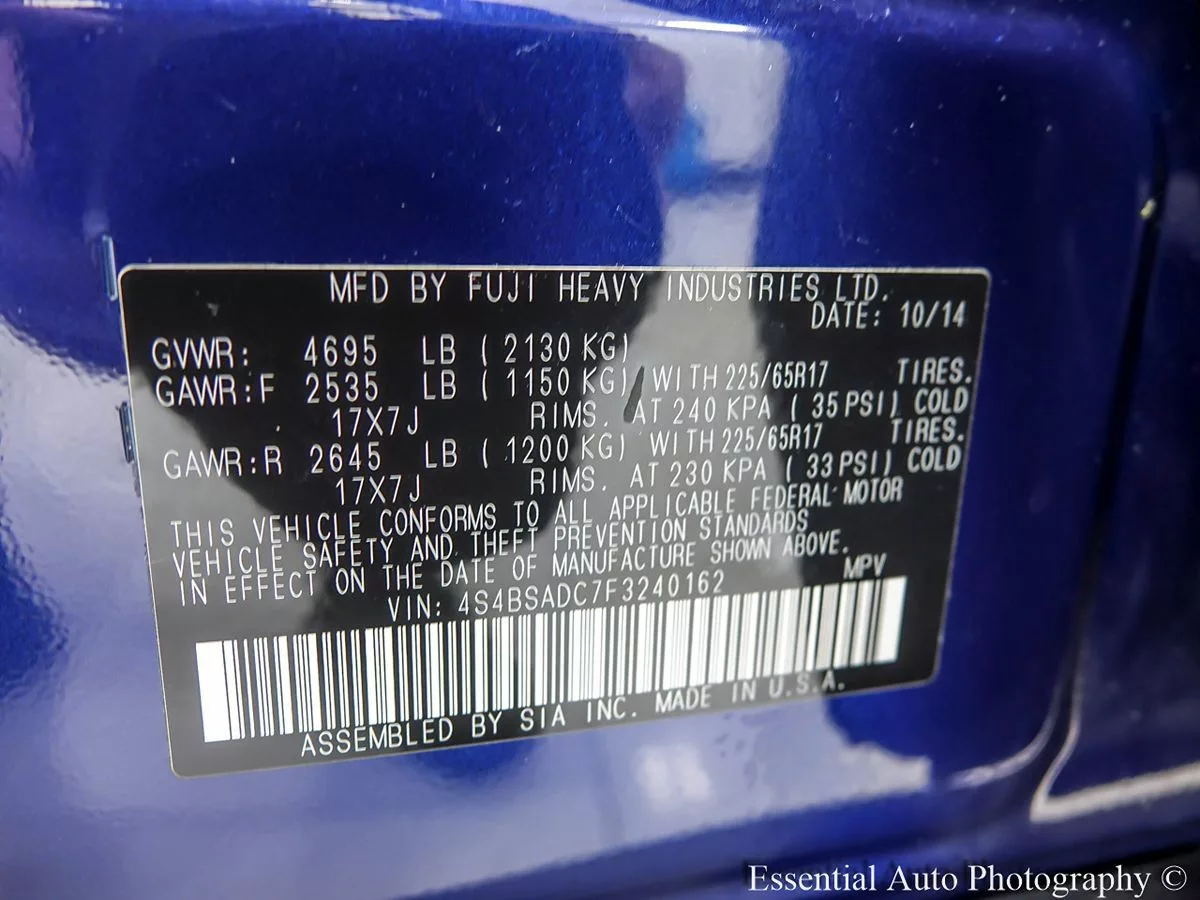 MFD BY FUJI HEAVY INDUSTRIES LTD.
DATE: 10/14
GVWR: 4695 LB ( 2130 KG)
GAWR:F 2535 LB ( 1150 KG) WITH 225/65R17 TIRES.
17X7J RIMS. AT 240 KPA ( 35 PSI) COLD
GAWR:R 2645 LB ( 1200 KG) WITH 225/65R17 TIRES.
17X7J RIMS. AT 230 KPA ( 33 PSI) COLD
THIS VEHICLE CONFORMS TO ALL APPLICABLE FEDERAL MOTOR
VEHICLE SAFETY AND THEFT PREVENTION STANDARDS
IN EFFECT ON THE DATE OF MANUFACTURE SHOWN ABOVE.
VIN: 4S4BSADC7F3240162 MPV
ASSEMBLED BY SIA INC. MADE IN U.S.A.
Essential Auto Photography ©